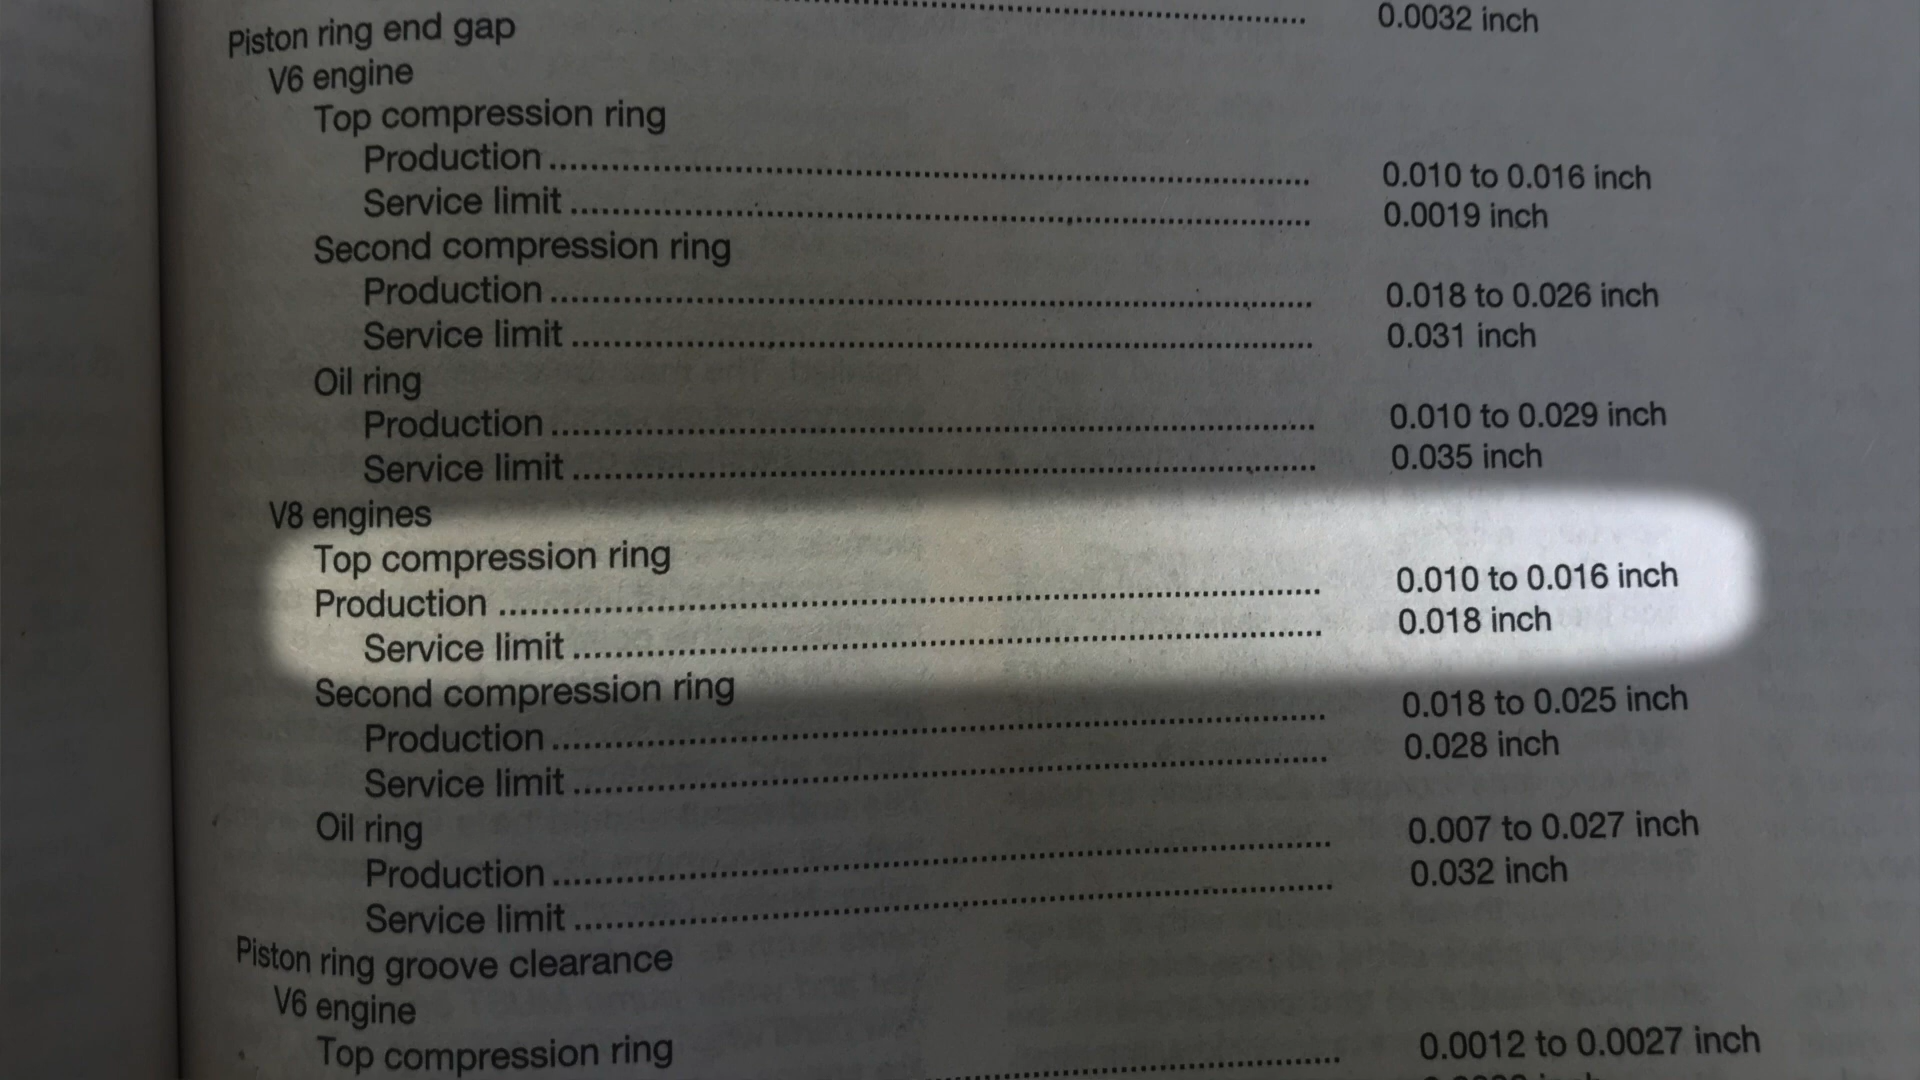 0.0032 inch
Piston ring end gap
V6 engine
Top compression ring
Production ........ 0.010 to 0.016 inch
Service limit ........ 0.0019 inch
Second compression ring
Production ........ 0.018 to 0.026 inch
Service limit ........ 0.031 inch
Oil ring
Production ........ 0.010 to 0.029 inch
Service limit ........ 0.035 inch
V8 engines
Top compression ring
Production ........ 0.010 to 0.016 inch
Service limit ........ 0.018 inch
Second compression ring
Production ........ 0.018 to 0.025 inch
Service limit ........ 0.028 inch
Oil ring
Production ........ 0.007 to 0.027 inch
Service limit ........ 0.032 inch
Piston ring groove clearance
V6 engine
Top compression ring
0.0012 to 0.0027 inch